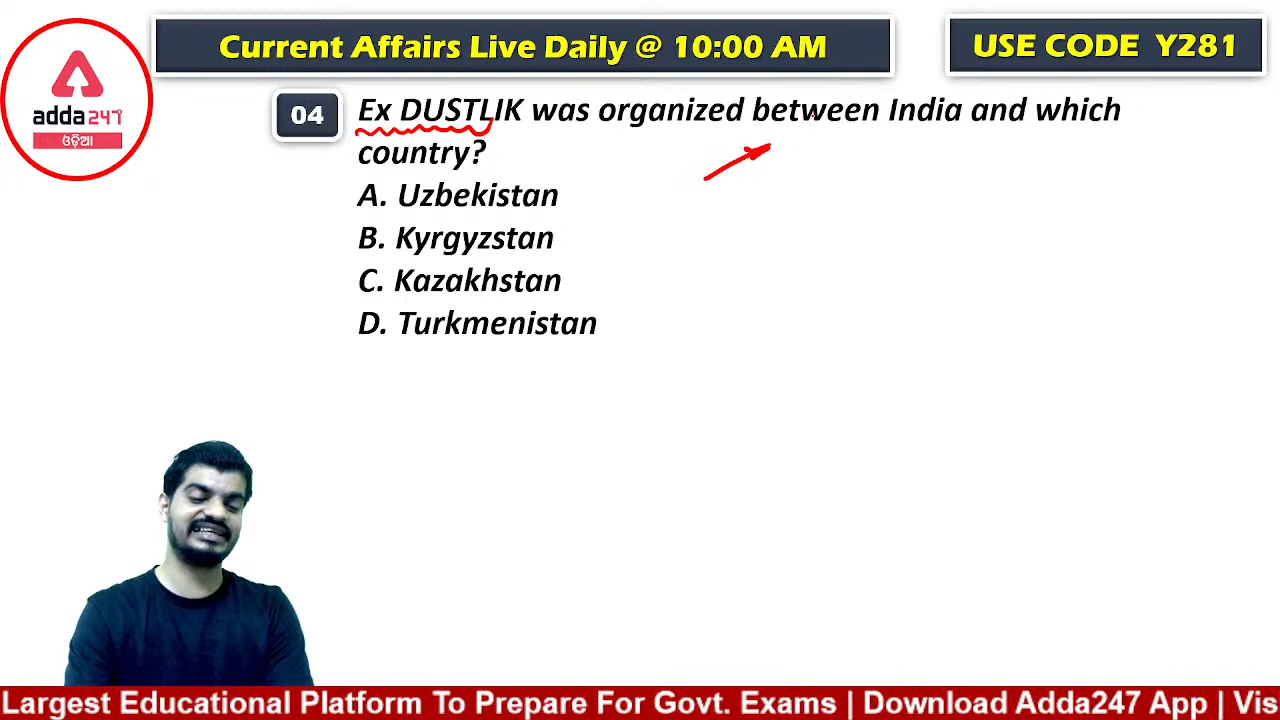 Current Affairs Live Daily @ 10:00 AM
USE CODE Y281
adda247
ଓଡ଼ିଆ
04
Ex DUSTLIK was organized between India and which
country?
A. Uzbekistan
B. Kyrgyzstan
C. Kazakhstan
D. Turkmenistan
Largest Educational Platform To Prepare For Govt. Exams | Download Adda247 App | Vis